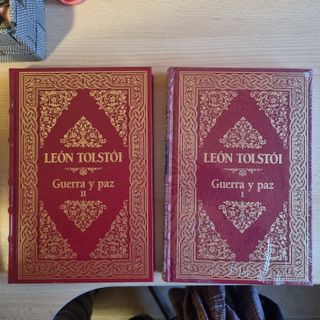 LEÓN TOLSTÓI
Guerra y paz
II
LEÓN TOLSTÓI
Guerra y paz
I